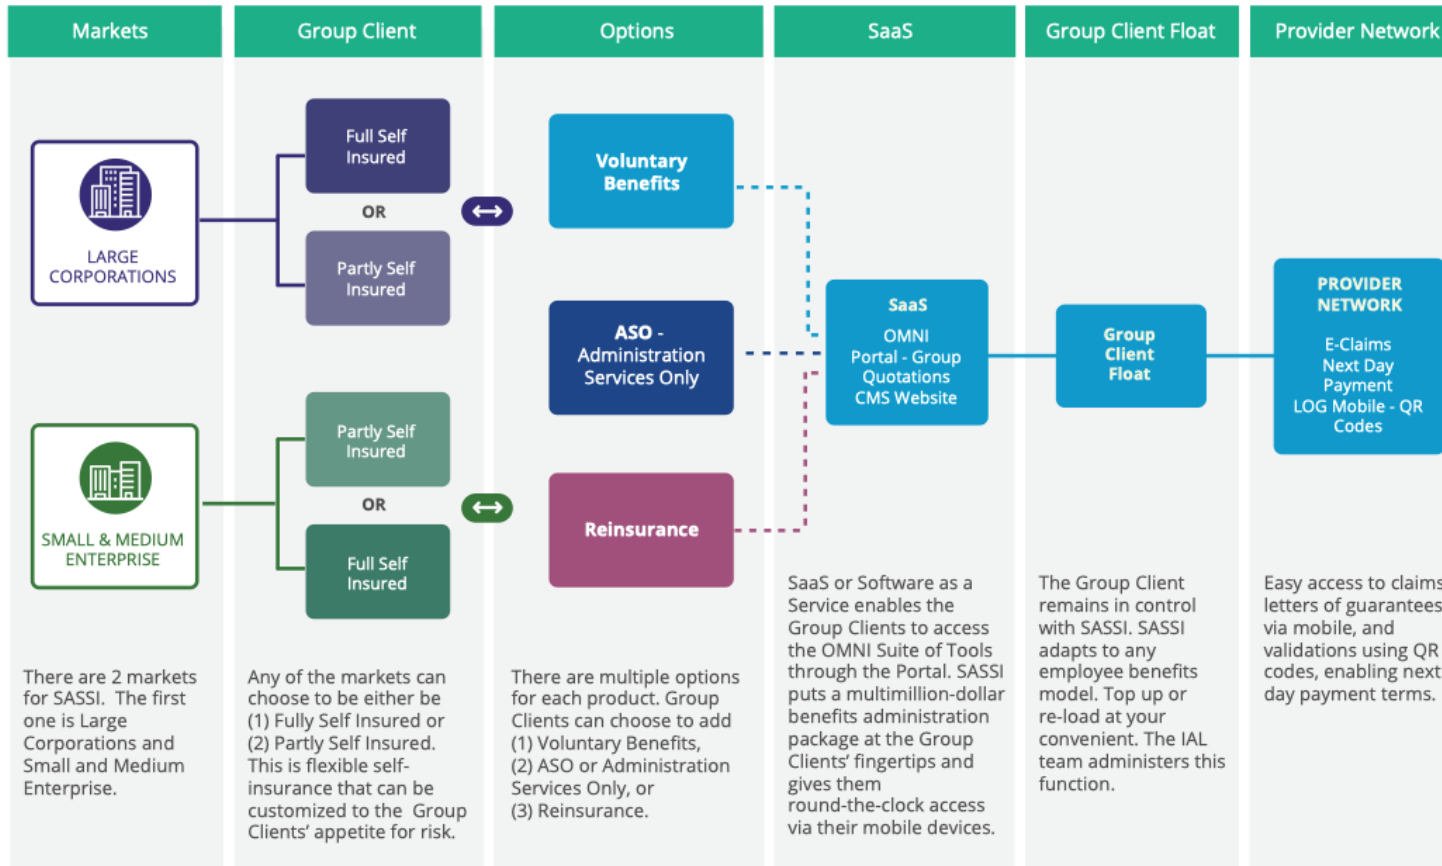 Markets
Group Client
Options
SaaS
Group Client Float
Provider Network
LARGE
CORPORATIONS
Full Self
Insured
OR
Partly Self
Insured
SMALL & MEDIUM
ENTERPRISE
Partly Self
Insured
OR
Full Self
Insured
Voluntary
Benefits
ASO -
Administration
Services Only
Reinsurance
SaaS
OMNI
Portal - Group
Quotations
CMS Website
Group
Client
Float
PROVIDER
NETWORK
E-Claims
Next Day
Payment
LOG Mobile - QR
Codes
There are 2 markets
for SASSI. The first
one is Large
Corporations and
Small and Medium
Enterprise.
Any of the markets can
choose to be either be
(1) Fully Self Insured or
(2) Partly Self Insured.
This is flexible self-
insurance that can be
customized to the Group
Clients' appetite for risk.
There are multiple options
for each product. Group
Clients can choose to add
(1) Voluntary Benefits,
(2) ASO or Administration
Services Only, or
(3) Reinsurance.
SaaS or Software as a
Service enables the
Group Clients to access
the OMNI Suite of Tools
through the Portal. SASSI
puts a multimillion-dollar
benefits administration
package at the Group
Clients' fingertips and
gives them
round-the-clock access
via their mobile devices.
The Group Client
remains in control
with SASSI. SASSI
adapts to any
employee benefits
model. Top up or
re-load at your
convenient. The IAL
team administers this
function.
Easy access to claims
letters of guarantees
via mobile, and
validations using QR
codes, enabling next
day payment terms.